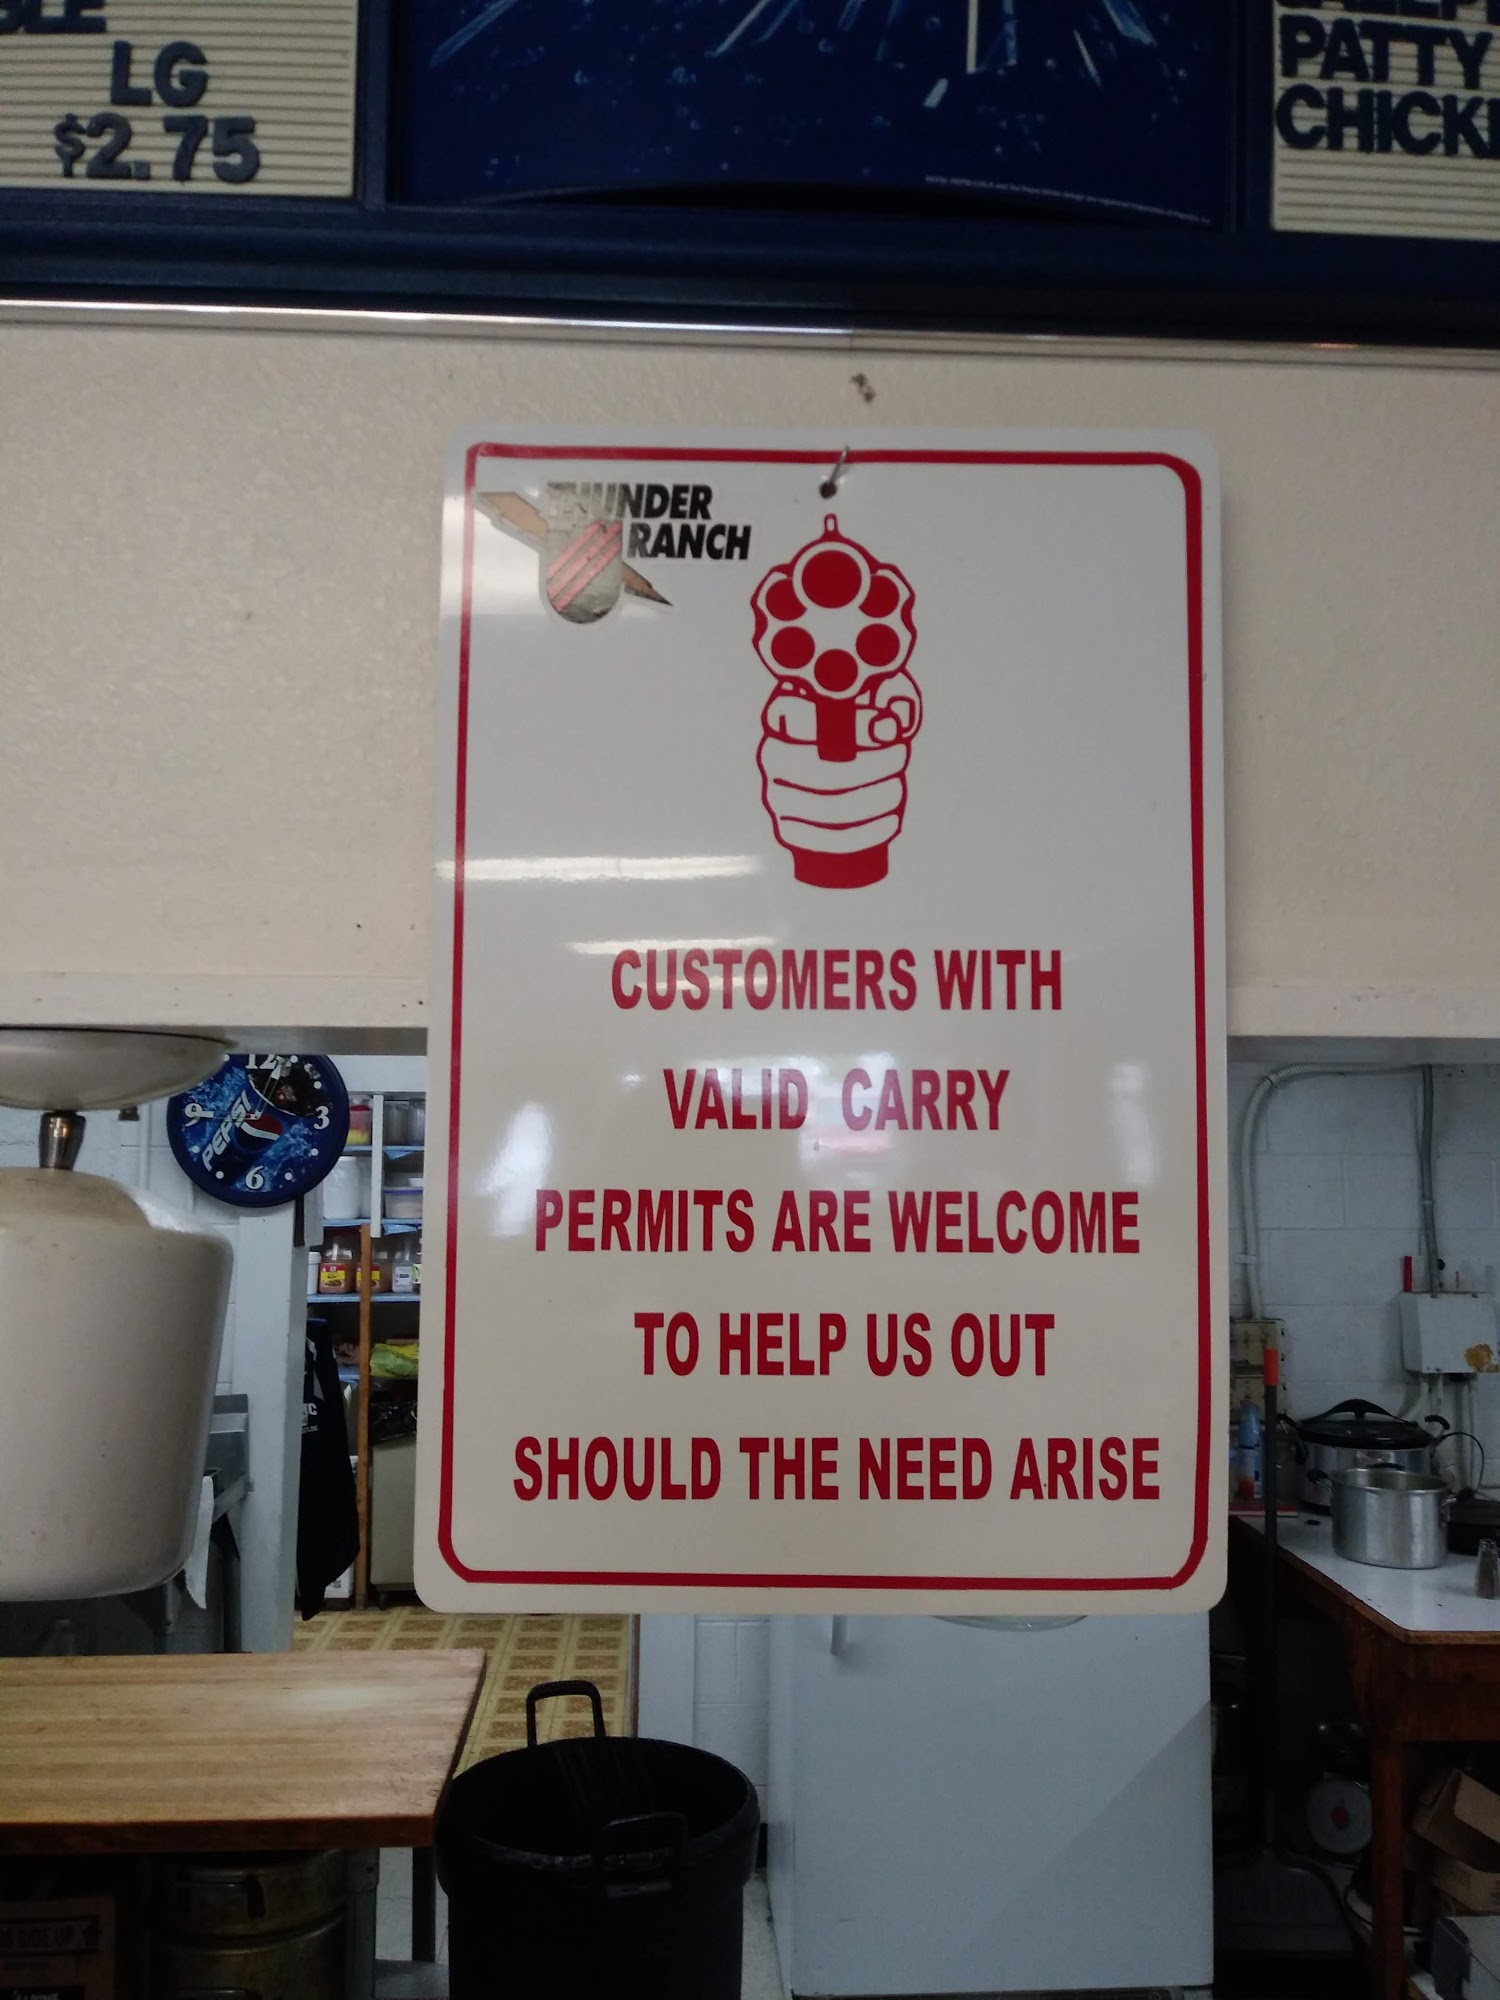 LG
$2.75
PATTY
THUNDER
RANCH
CUSTOMERS WITH
VALID CARRY
PERMITS ARE WELCOME
TO HELP US OUT
SHOULD THE NEED ARISE
12
9
3
6
PEPSI